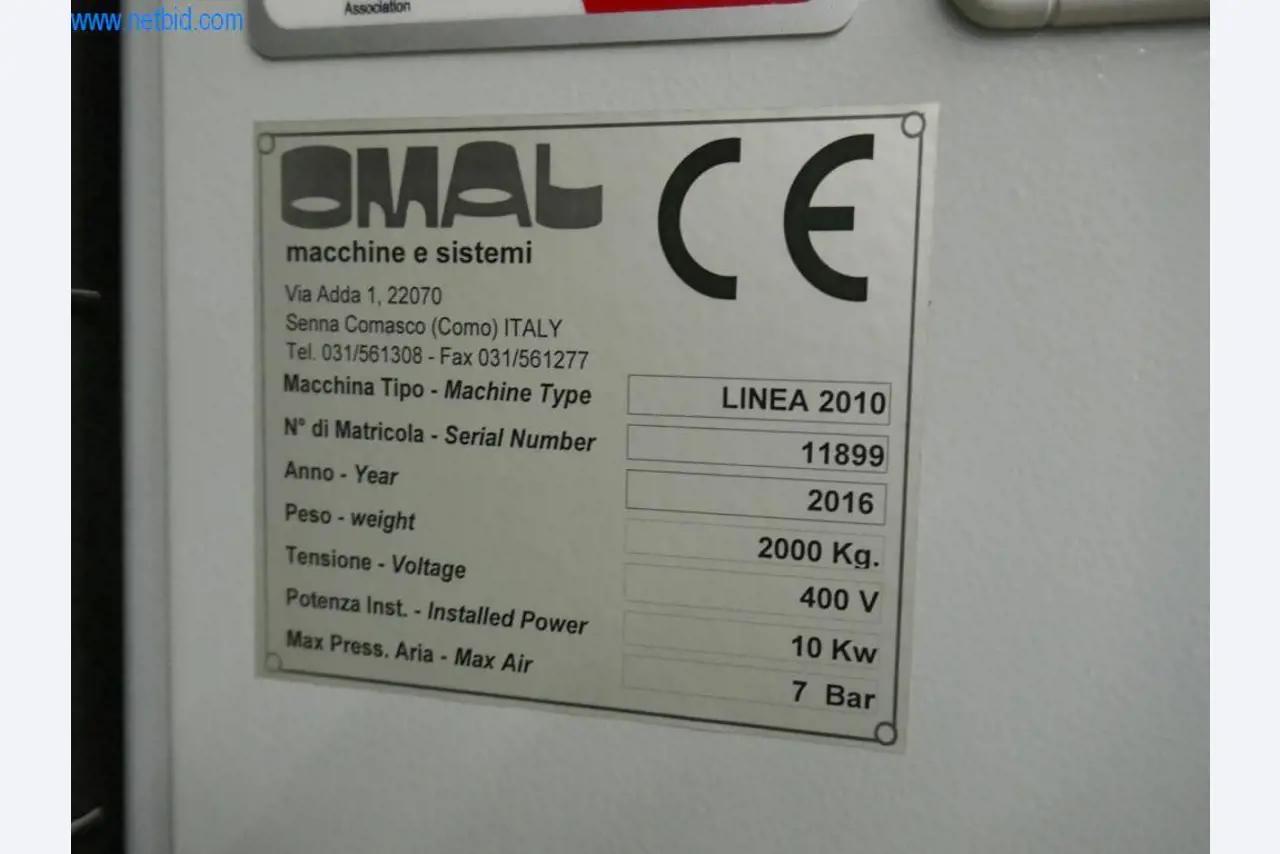 www.netbid.com
Association
OMAL
CE
macchine e sistemi
Via Adda 1, 22070
Senna Comasco (Como) ITALY
Tel. 031/561308 - Fax 031/561277
Macchina Tipo - Machine Type LINEA 2010
N° di Matricola - Serial Number 11899
Anno - Year 2016
Peso - weight 2000 Kg.
Tensione - Voltage 400 V
Potenza Inst. - Installed Power 10 Kw
Max Press. Aria - Max Air 7 Bar